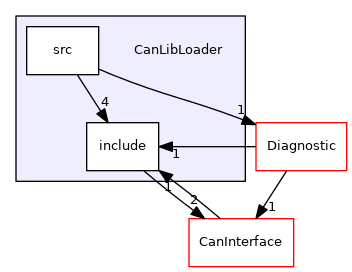 src
CanLibLoader
4
1
include
1
Diagnostic
1
2
1
CanInterface